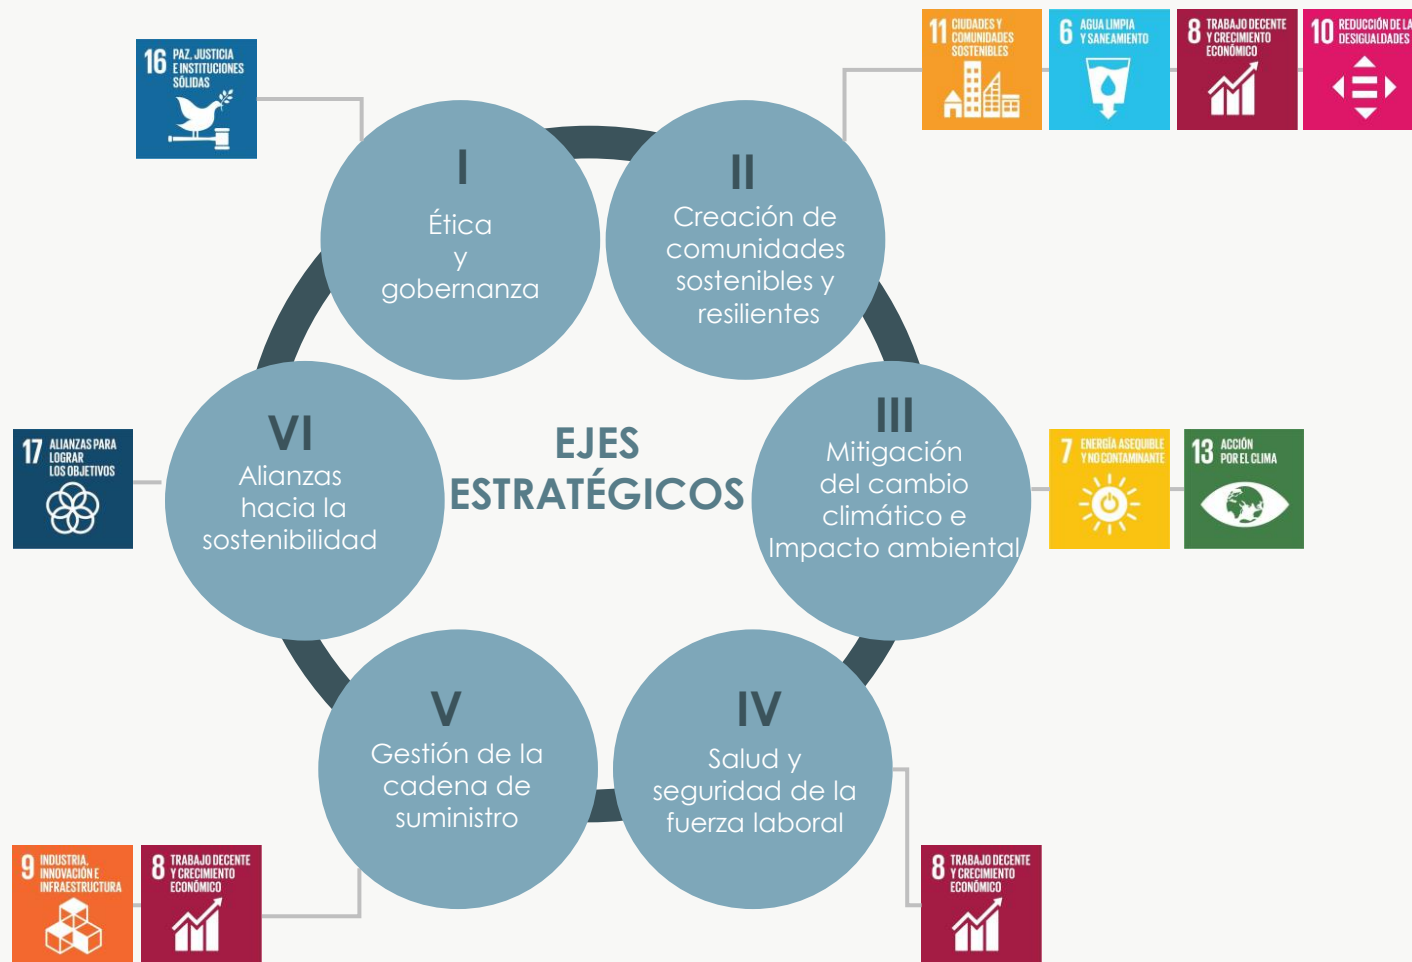 16 PAZ, JUSTICIA
E INSTITUCIONES
SÓLIDAS
11 CIUDADES Y
COMUNIDADES
SOSTENIBLES
6 AGUA LIMPIA
Y SANEAMIENTO
8 TRABAJO DECENTE
Y CRECIMIENTO
ECONÓMICO
10 REDUCCIÓN DE LA
DESIGUALDADES
I
Ética
y
gobernanza
II
Creación de
comunidades
sostenibles y
resilientes
III
Mitigación
del cambio
climático e
Impacto ambiental
7 ENERGÍA ASEQUIBLE
Y NO CONTAMINANTE
13 ACCIÓN
POR EL CLIMA
EJES
ESTRATÉGICOS
VI
Alianzas
hacia la
sostenibilidad
17 ALIANZAS PARA
LOGRAR
LOS OBJETIVOS
V
Gestión de la
cadena de
suministro
IV
Salud y
seguridad de la
fuerza laboral
9 INDUSTRIA,
INNOVACIÓN E
INFRAESTRUCTURA
8 TRABAJO DECENTE
Y CRECIMIENTO
ECONÓMICO
8 TRABAJO DECENTE
Y CRECIMIENTO
ECONÓMICO